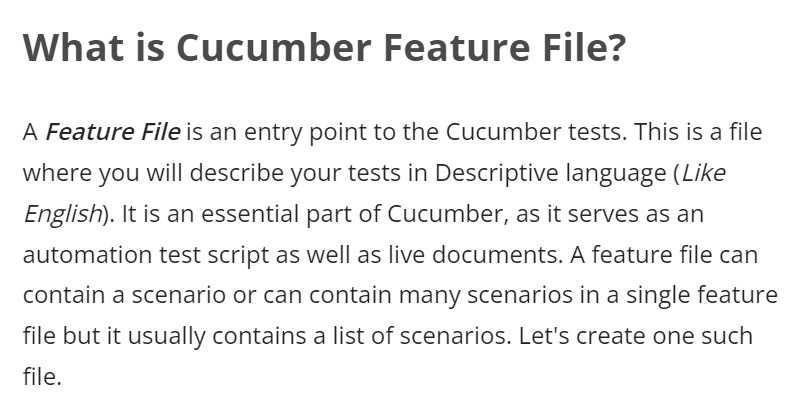 What is Cucumber Feature File?
A Feature File is an entry point to the Cucumber tests. This is a file
where you will describe your tests in Descriptive language (Like
English). It is an essential part of Cucumber, as it serves as an
automation test script as well as live documents. A feature file can
contain a scenario or can contain many scenarios in a single feature
file but it usually contains a list of scenarios. Let's create one such
file.